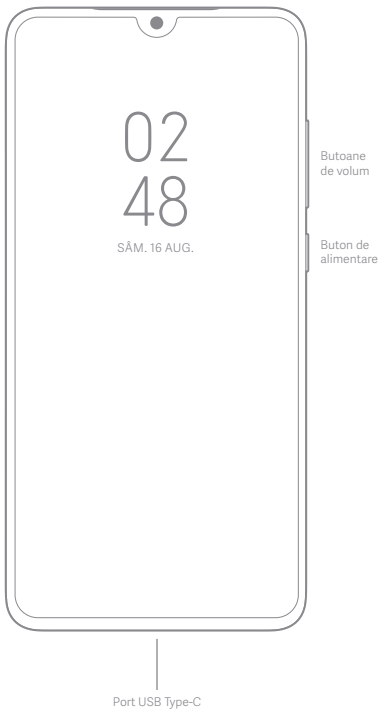 02
48
SÂM. 16 AUG.
Butoane
de volum
Buton de
alimentare
Port USB Type-C